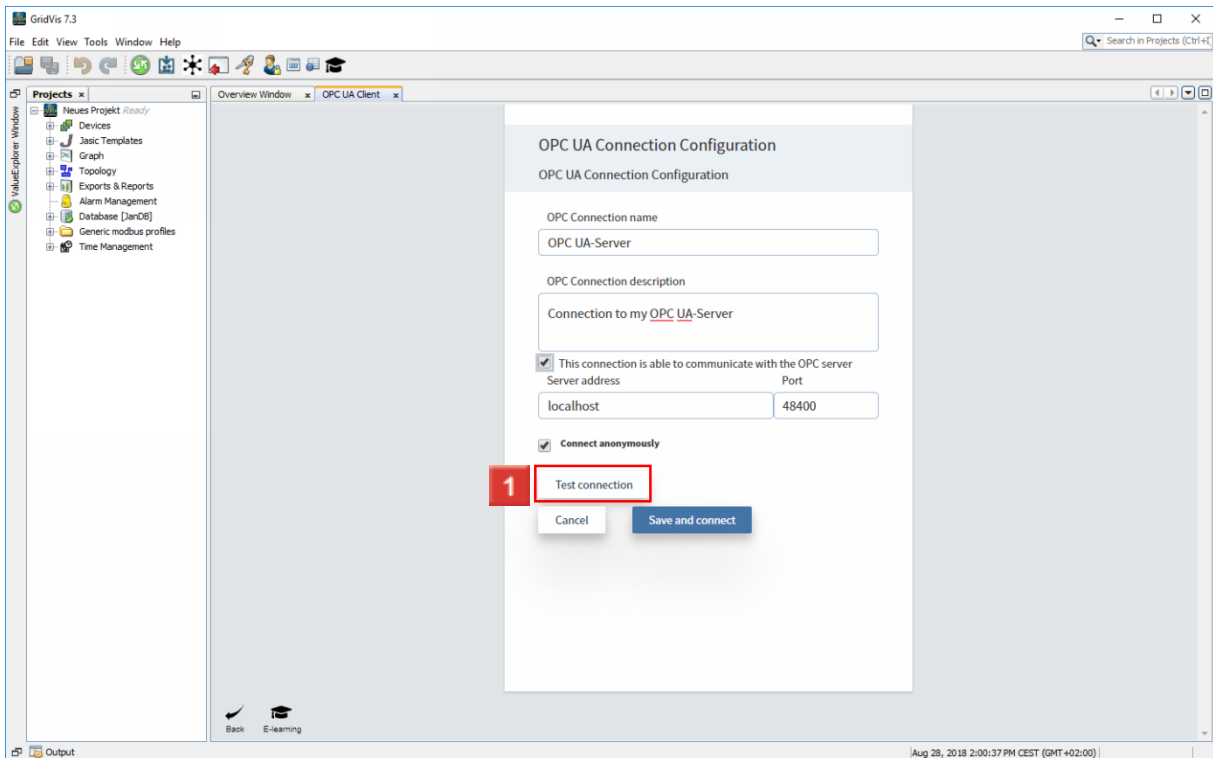 GridVis 7.3
File Edit View Tools Window Help
Search in Projects (Ctrl+I
Projects
Overview Window
OPC UA Client
ValueExplorer Window
Neues Projekt Ready
Devices
Jasic Templates
Graph
Topology
Exports & Reports
Alarm Management
Database [JanDB]
Generic modbus profiles
Time Management
OPC UA Connection Configuration
OPC UA Connection Configuration
OPC Connection name
OPC UA-Server
OPC Connection description
Connection to my OPC UA-Server
This connection is able to communicate with the OPC server
Server address Port
localhost 48400
Connect anonymously
1 Test connection
Cancel Save and connect
Back E-learning
Output
Aug 28, 2018 2:00:37 PM CEST (GMT+02:00)